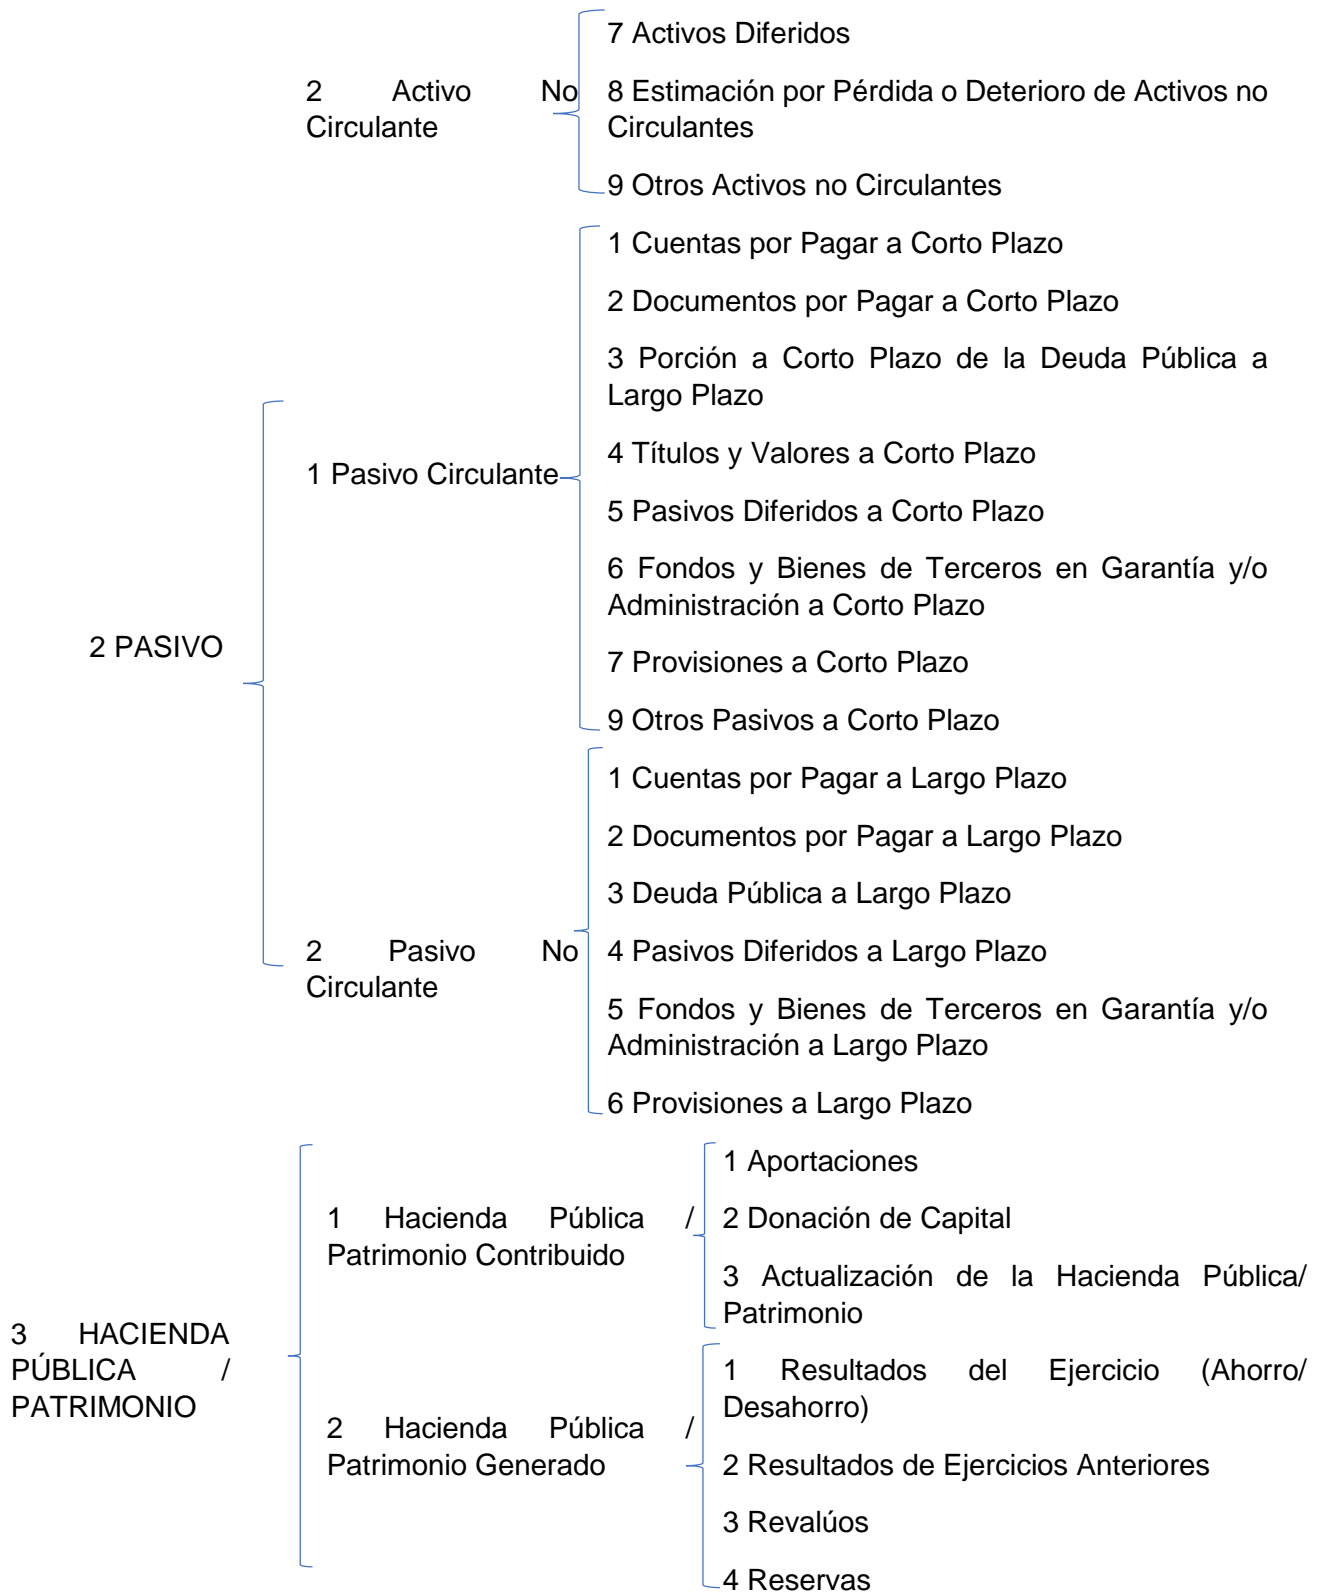 7 Activos Diferidos
2 Activo No
Circulante
8 Estimación por Pérdida o Deterioro de Activos no
Circulantes
9 Otros Activos no Circulantes
2 PASIVO
1 Pasivo Circulante
1 Cuentas por Pagar a Corto Plazo
2 Documentos por Pagar a Corto Plazo
3 Porción a Corto Plazo de la Deuda Pública a
Largo Plazo
4 Títulos y Valores a Corto Plazo
5 Pasivos Diferidos a Corto Plazo
6 Fondos y Bienes de Terceros en Garantía y/o
Administración a Corto Plazo
7 Provisiones a Corto Plazo
9 Otros Pasivos a Corto Plazo
2 Pasivo No
Circulante
1 Cuentas por Pagar a Largo Plazo
2 Documentos por Pagar a Largo Plazo
3 Deuda Pública a Largo Plazo
4 Pasivos Diferidos a Largo Plazo
5 Fondos y Bienes de Terceros en Garantía y/o
Administración a Largo Plazo
6 Provisiones a Largo Plazo
3 HACIENDA
PÚBLICA /
PATRIMONIO
1 Hacienda Pública /
Patrimonio Contribuido
1 Aportaciones
2 Donación de Capital
3 Actualización de la Hacienda Pública/
Patrimonio
2 Hacienda Pública /
Patrimonio Generado
1 Resultados del Ejercicio (Ahorro/
Desahorro)
2 Resultados de Ejercicios Anteriores
3 Revalúos
4 Reservas